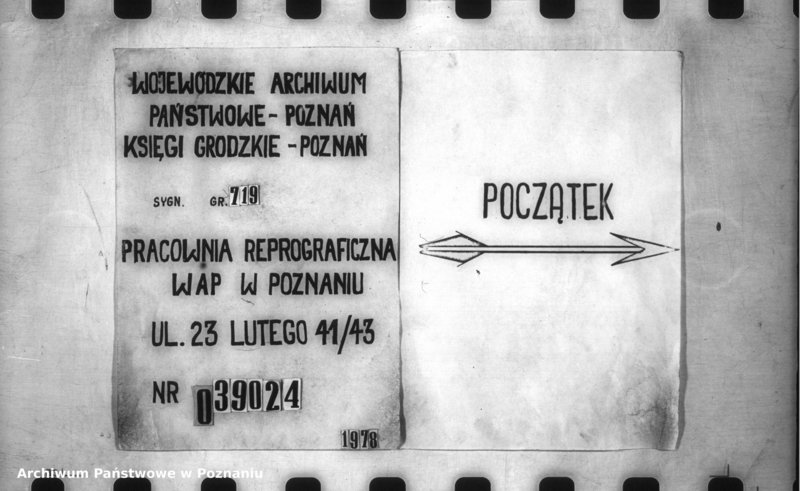 WOJEWÓDZKIE ARCHIWUM
PAŃSTWOWE - POZNAŃ
KSIĘGI GRODZKIE - POZNAŃ
SYGN. GR. 719
PRACOWNIA REPROGRAFICZNA
WAP W POZNANIU
UL. 23 LUTEGO 41/43
NR 039024
1978
POCZĄTEK
Archiwum Państwowe w Poznaniu